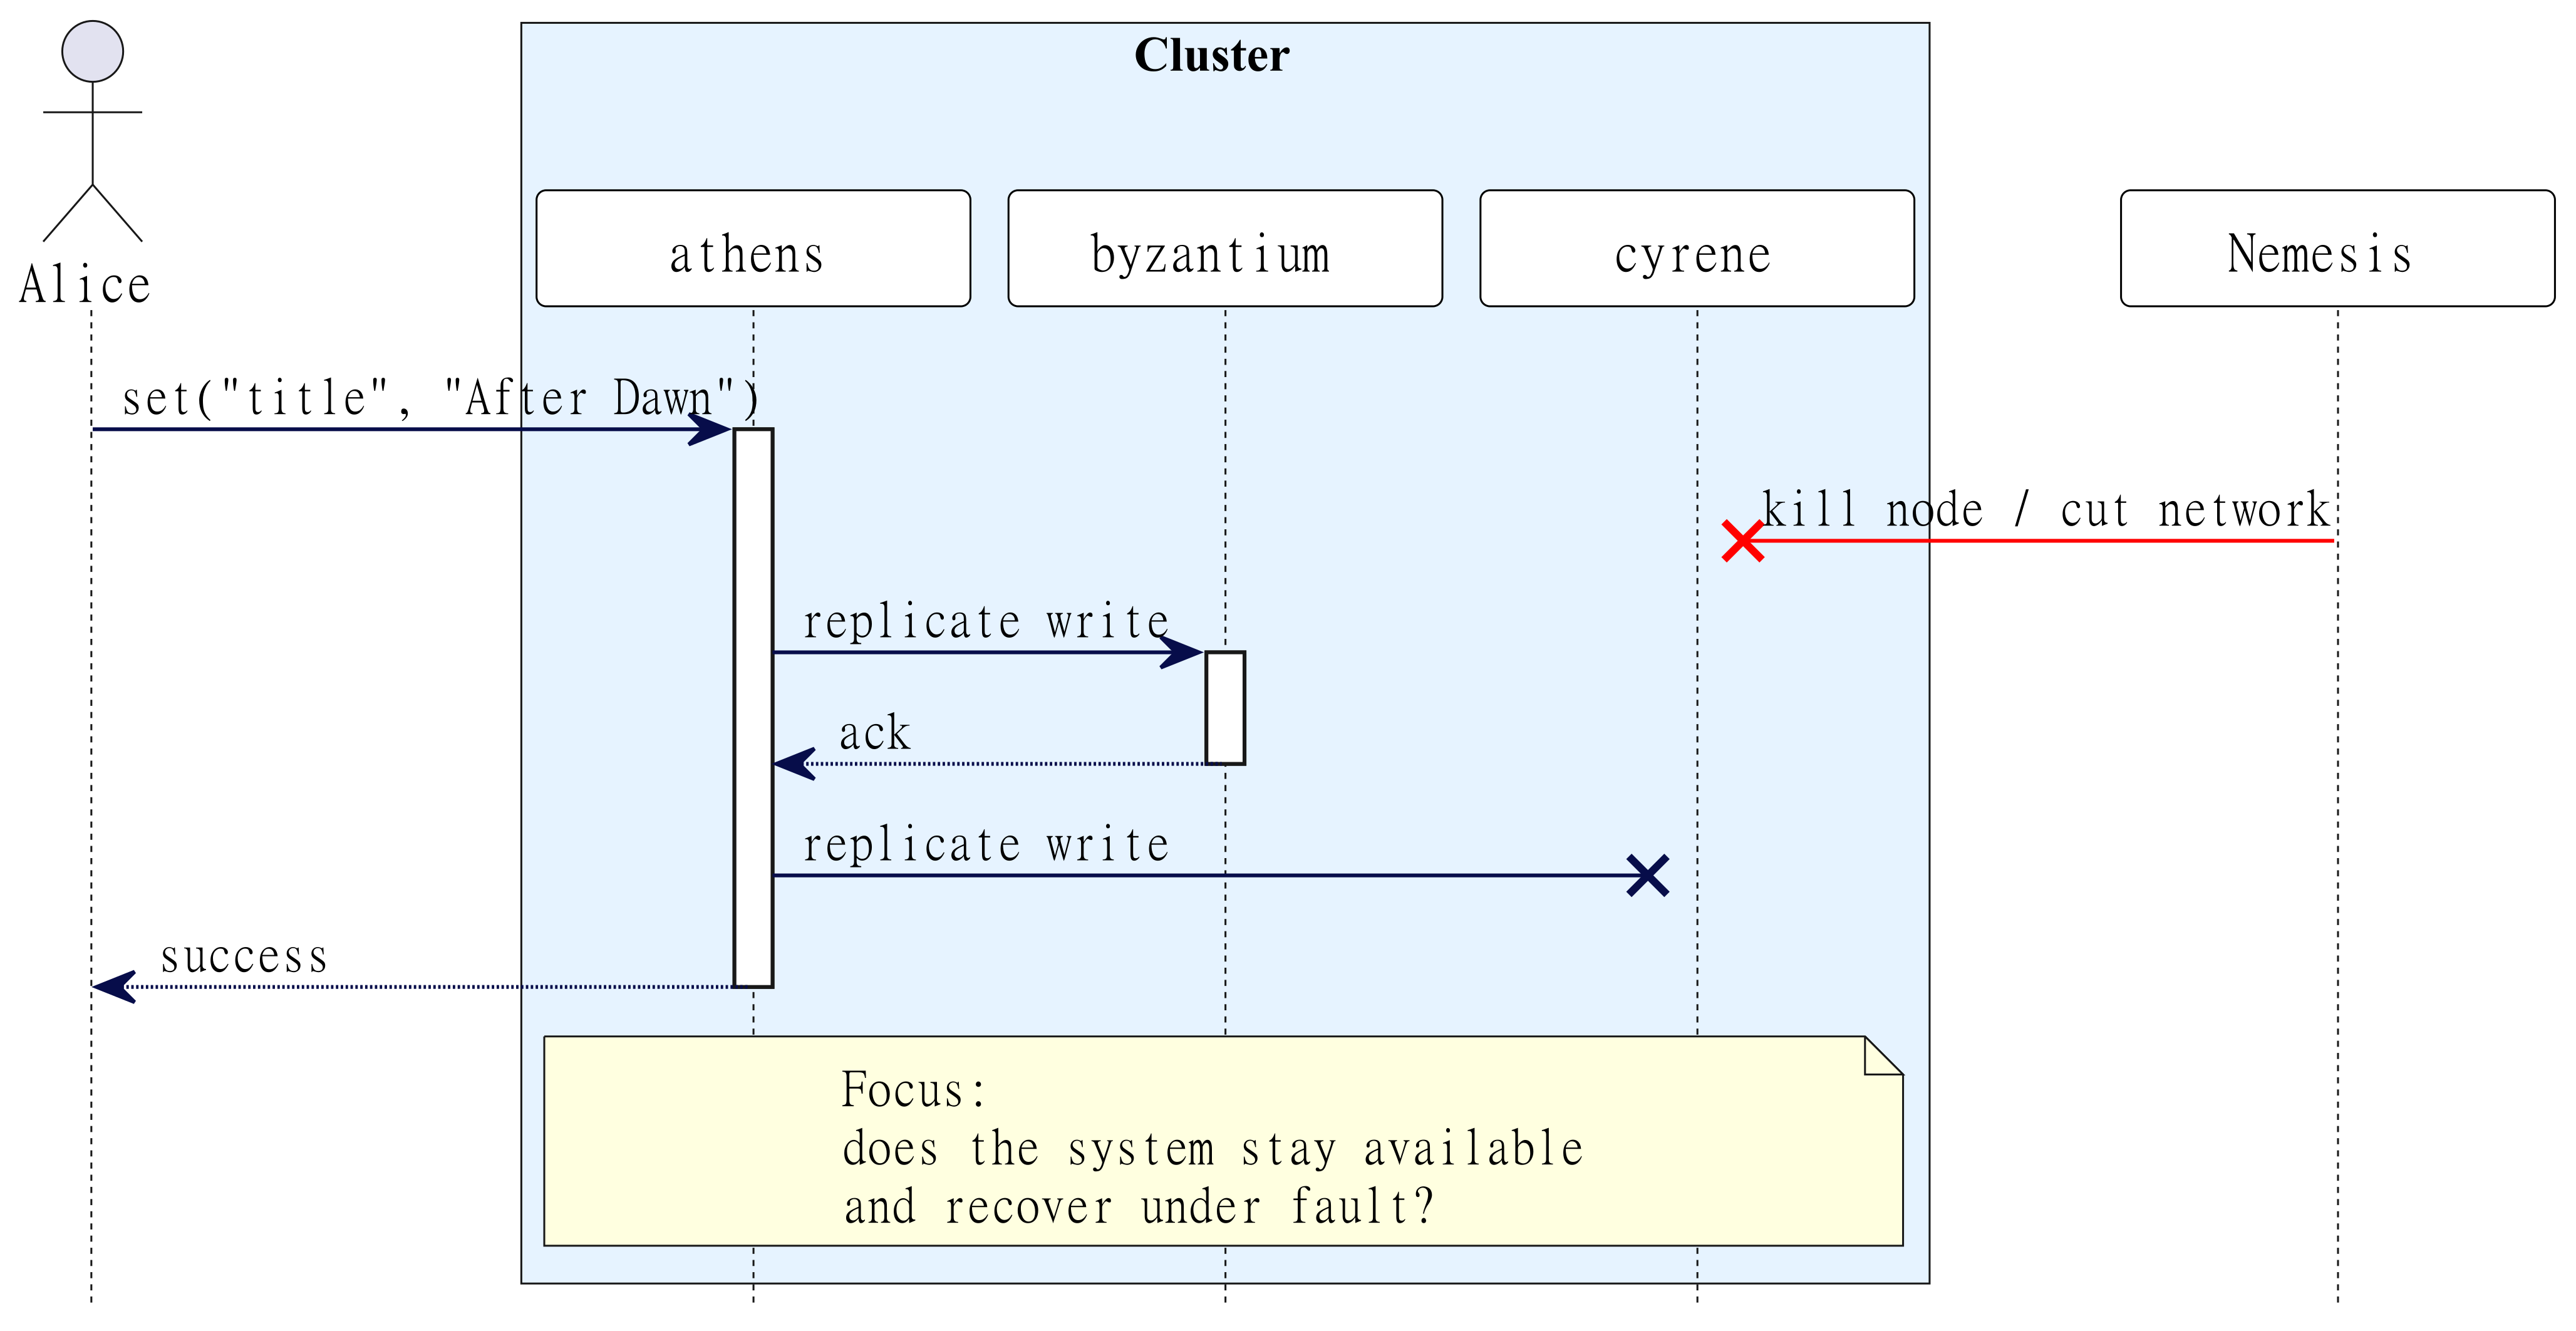 Cluster
Alice
athens
byzantium
cyrene
Nemesis
set("title", "After Dawn")
kill node / cut network
replicate write
ack
replicate write
success
Focus:
does the system stay available
and recover under fault?